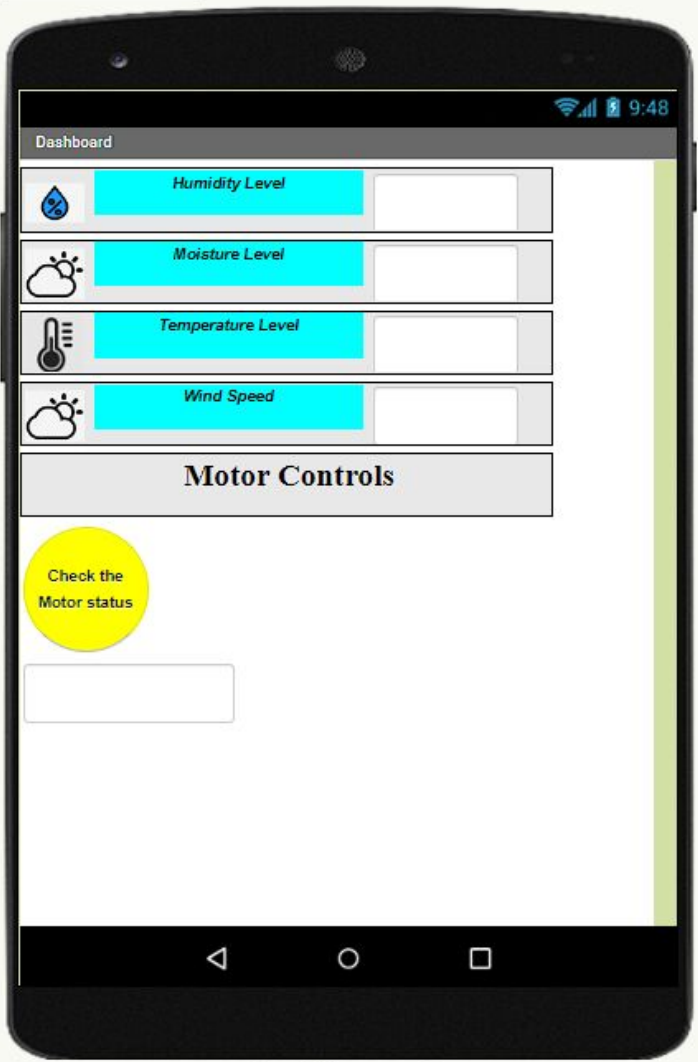 9:48
Dashboard
Humidity Level
%
Moisture Level
Temperature Level
Wind Speed
Motor Controls
Check the
Motor status